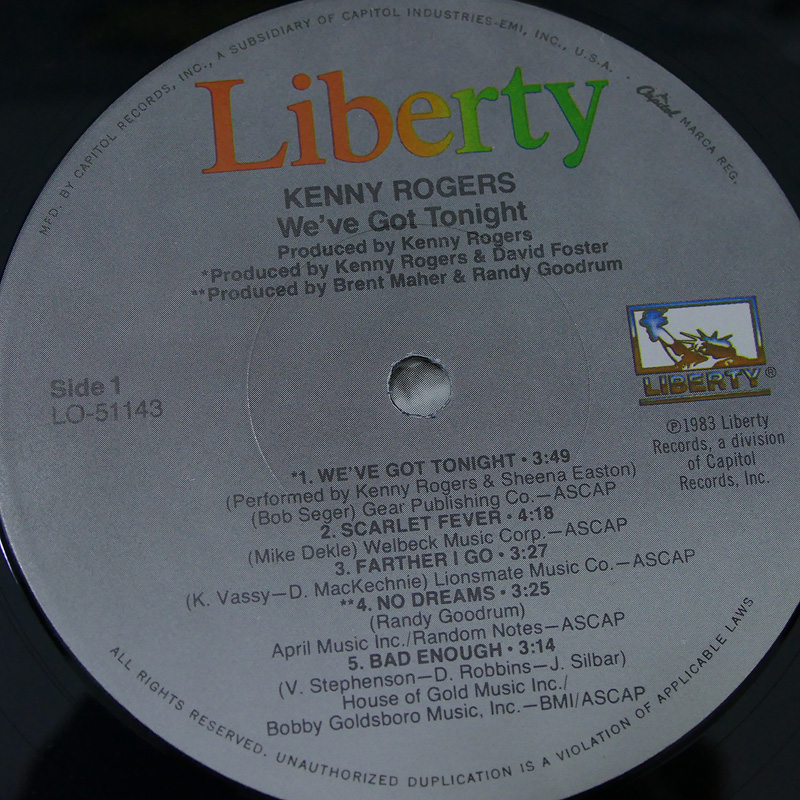 MFD. BY CAPITOL RECORDS, INC., A SUBSIDIARY OF CAPITOL INDUSTRIES-EMI, INC., U.S.A. · Capitol MARCA REG.
Liberty
KENNY ROGERS
We've Got Tonight
Produced by Kenny Rogers
*Produced by Kenny Rogers & David Foster
**Produced by Brent Maher & Randy Goodrum
Side 1
LO-51143
LIBERTY®
℗1983 Liberty
Records, a division
of Capitol
Records, Inc.
*1. WE'VE GOT TONIGHT • 3:49
(Performed by Kenny Rogers & Sheena Easton)
(Bob Seger) Gear Publishing Co.—ASCAP
2. SCARLET FEVER • 4:18
(Mike Dekle) Welbeck Music Corp.—ASCAP
3. FARTHER I GO • 3:27
(K. Vassy—D. MacKechnie) Lionsmate Music Co.—ASCAP
**4. NO DREAMS • 3:25
(Randy Goodrum)
April Music Inc./Random Notes—ASCAP
5. BAD ENOUGH • 3:14
(V. Stephenson—D. Robbins—J. Silbar)
House of Gold Music Inc./
Bobby Goldsboro Music, Inc.—BMI/ASCAP
ALL RIGHTS RESERVED. UNAUTHORIZED DUPLICATION IS A VIOLATION OF APPLICABLE LAWS